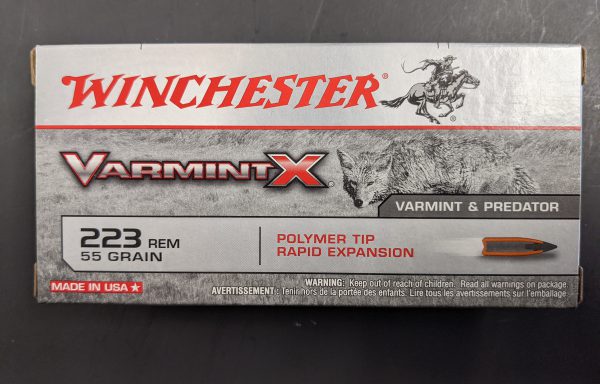 WINCHESTER®
VARMINT X®
VARMINT & PREDATOR
223 REM
55 GRAIN
POLYMER TIP
RAPID EXPANSION
MADE IN USA
WARNING: Keep out of reach of children. Read all warnings on package.
AVERTISSEMENT: Tenir hors de la portée des enfants. Lire tous les avertissements sur l'emballage.